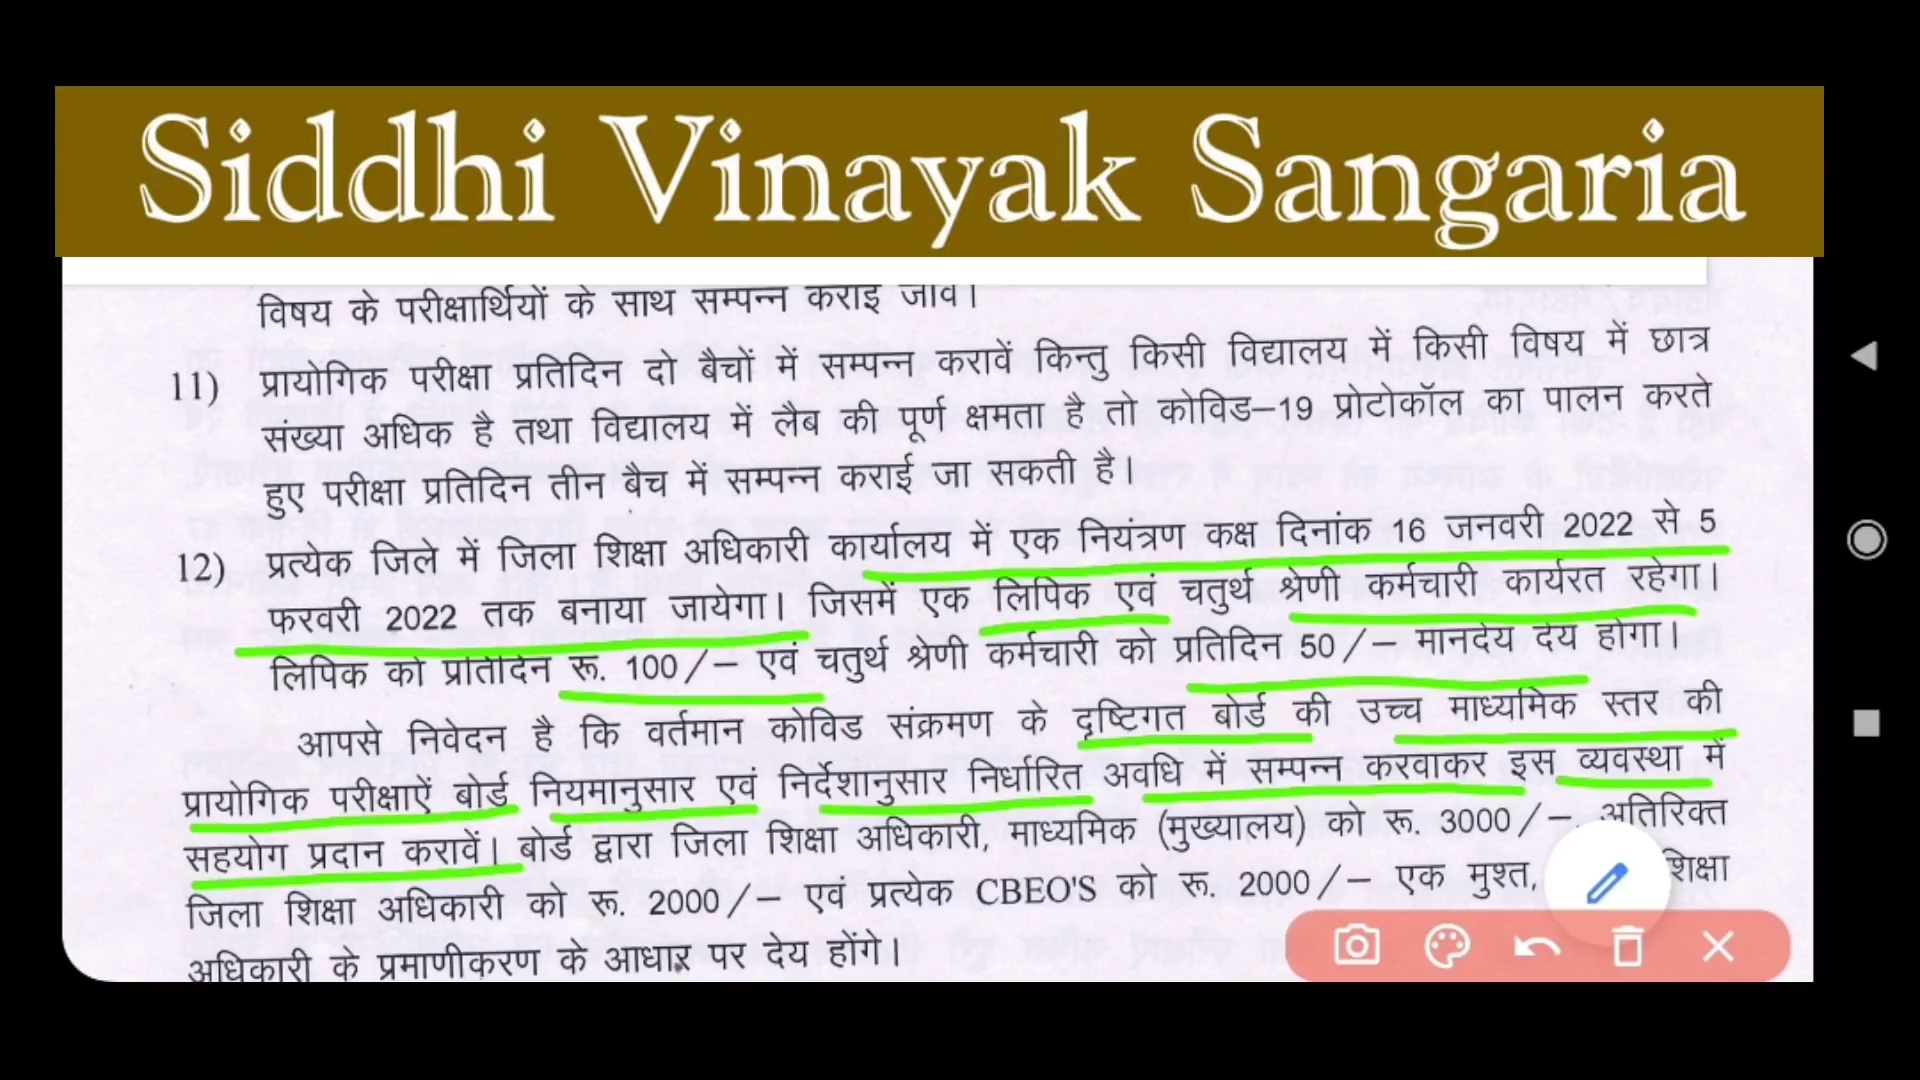 Siddhi Vinayak Sangaria
विषय के परीक्षार्थियों के साथ सम्पन्न कराई जावे।
11) प्रायोगिक परीक्षा प्रतिदिन दो बैचों में सम्पन्न करावें किन्तु किसी विद्यालय में किसी विषय में छात्र
संख्या अधिक है तथा विद्यालय में लैब की पूर्ण क्षमता है तो कोविड–19 प्रोटोकॉल का पालन करते
हुए परीक्षा प्रतिदिन तीन बैच में सम्पन्न कराई जा सकती है।
12) प्रत्येक जिले में जिला शिक्षा अधिकारी कार्यालय में एक नियंत्रण कक्ष दिनांक 16 जनवरी 2022 से 5
फरवरी 2022 तक बनाया जायेगा। जिसमें एक लिपिक एवं चतुर्थ श्रेणी कर्मचारी कार्यरत रहेगा।
लिपिक को प्रतिदिन रू. 100/– एवं चतुर्थ श्रेणी कर्मचारी को प्रतिदिन 50/– मानदेय देय होगा।
आपसे निवेदन है कि वर्तमान कोविड संक्रमण के दृष्टिगत बोर्ड की उच्च माध्यमिक स्तर की
प्रायोगिक परीक्षाऐं बोर्ड नियमानुसार एवं निर्देशानुसार निर्धारित अवधि में सम्पन्न करवाकर इस व्यवस्था में
सहयोग प्रदान करावें। बोर्ड द्वारा जिला शिक्षा अधिकारी, माध्यमिक (मुख्यालय) को रू. 3000/–, अतिरिक्त
जिला शिक्षा अधिकारी को रू. 2000/– एवं प्रत्येक CBEO'S को रू. 2000/– एक मुश्त, शिक्षा
अधिकारी के प्रमाणीकरण के आधार पर देय होंगे।